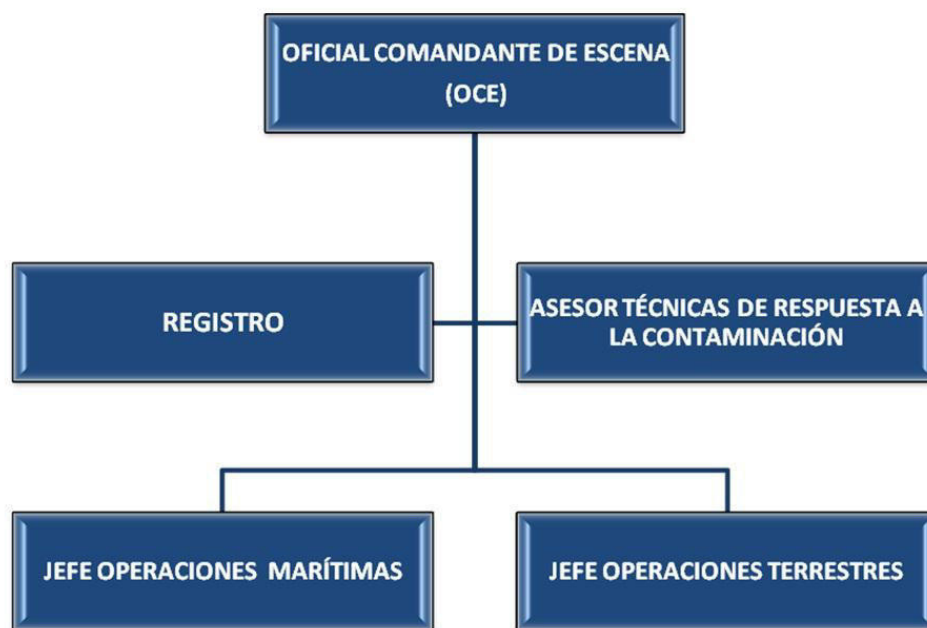 OFICIAL COMANDANTE DE ESCENA
(OCE)
REGISTRO
ASESOR TÉCNICAS DE RESPUESTA A
LA CONTAMINACIÓN
JEFE OPERACIONES MARÍTIMAS
JEFE OPERACIONES TERRESTRES